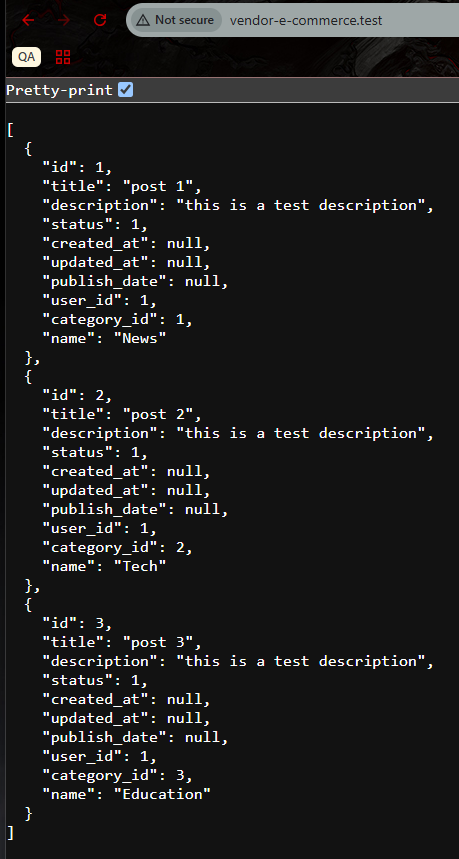 Not secure vendor-e-commerce.test
QA
Pretty-print
[
  {
    "id": 1,
    "title": "post 1",
    "description": "this is a test description",
    "status": 1,
    "created_at": null,
    "updated_at": null,
    "publish_date": null,
    "user_id": 1,
    "category_id": 1,
    "name": "News"
  },
  {
    "id": 2,
    "title": "post 2",
    "description": "this is a test description",
    "status": 1,
    "created_at": null,
    "updated_at": null,
    "publish_date": null,
    "user_id": 1,
    "category_id": 2,
    "name": "Tech"
  },
  {
    "id": 3,
    "title": "post 3",
    "description": "this is a test description",
    "status": 1,
    "created_at": null,
    "updated_at": null,
    "publish_date": null,
    "user_id": 1,
    "category_id": 3,
    "name": "Education"
  }
]